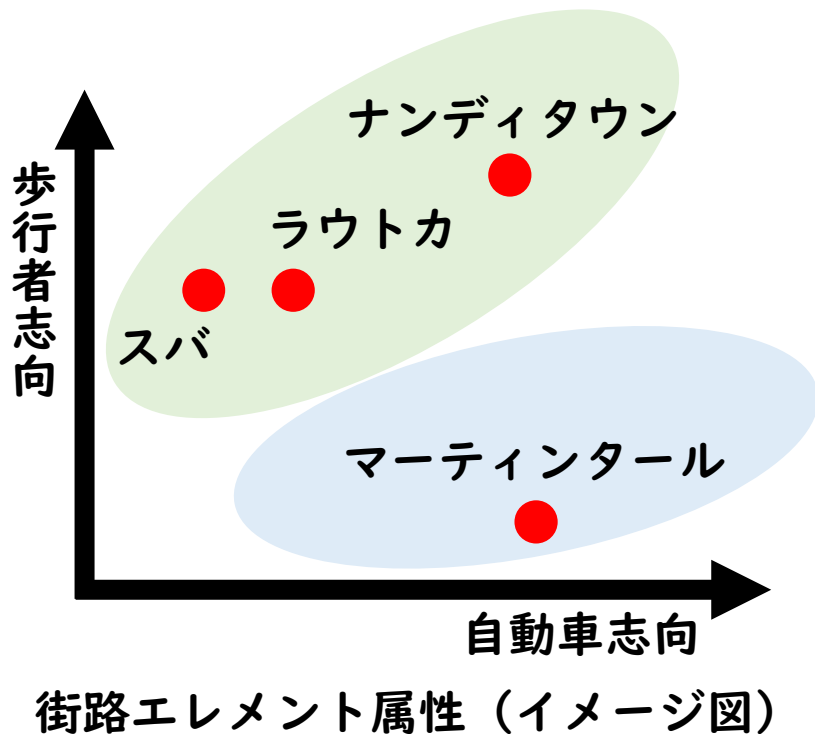 ナンディタウン
ラウトカ
スバ
歩行者志向
マーティンタール
自動車志向
街路エレメント属性（イメージ図）